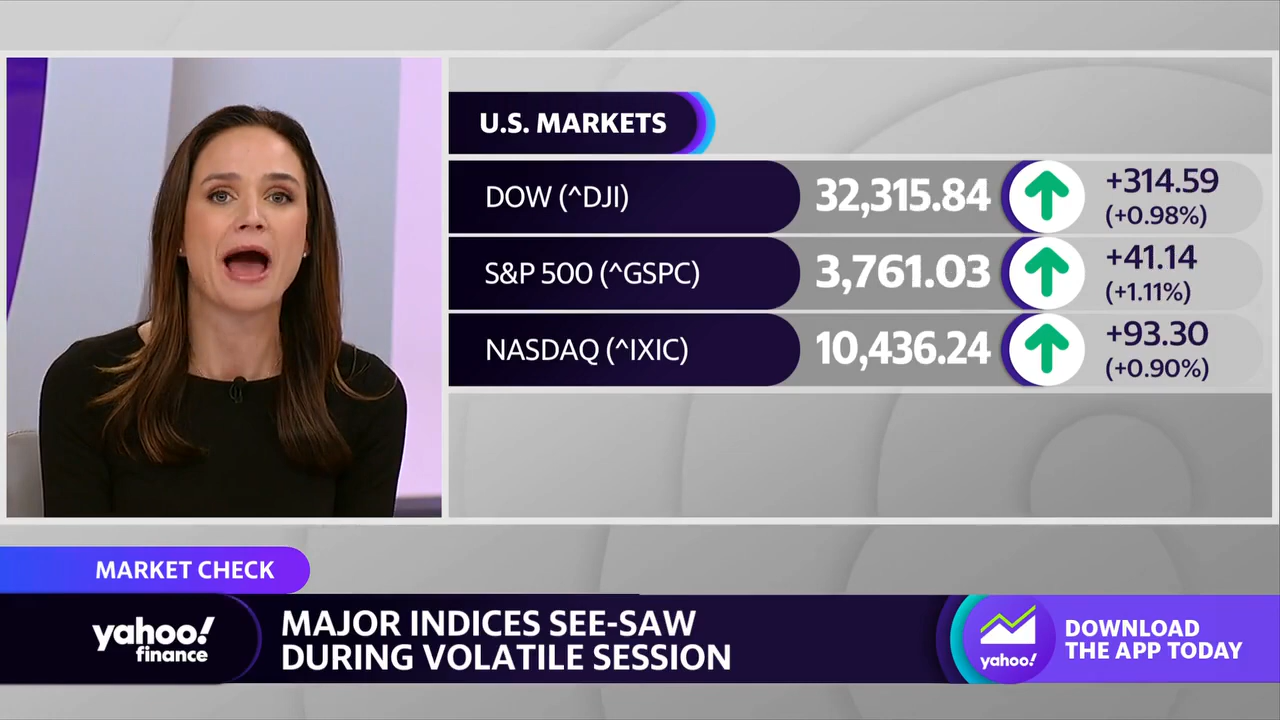 U.S. MARKETS
DOW (^DJI) 32,315.84 +314.59
(+0.98%)
S&P 500 (^GSPC) 3,761.03 +41.14
(+1.11%)
NASDAQ (^IXIC) 10,436.24 +93.30
(+0.90%)
MARKET CHECK
yahoo!
finance
MAJOR INDICES SEE-SAW
DURING VOLATILE SESSION
yahoo!
DOWNLOAD
THE APP TODAY